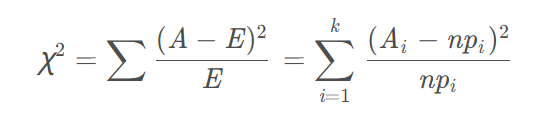 χ² = ∑ (A − E)² / E = ∑_{i=1}^{k} (A_i − np_i)² / np_i